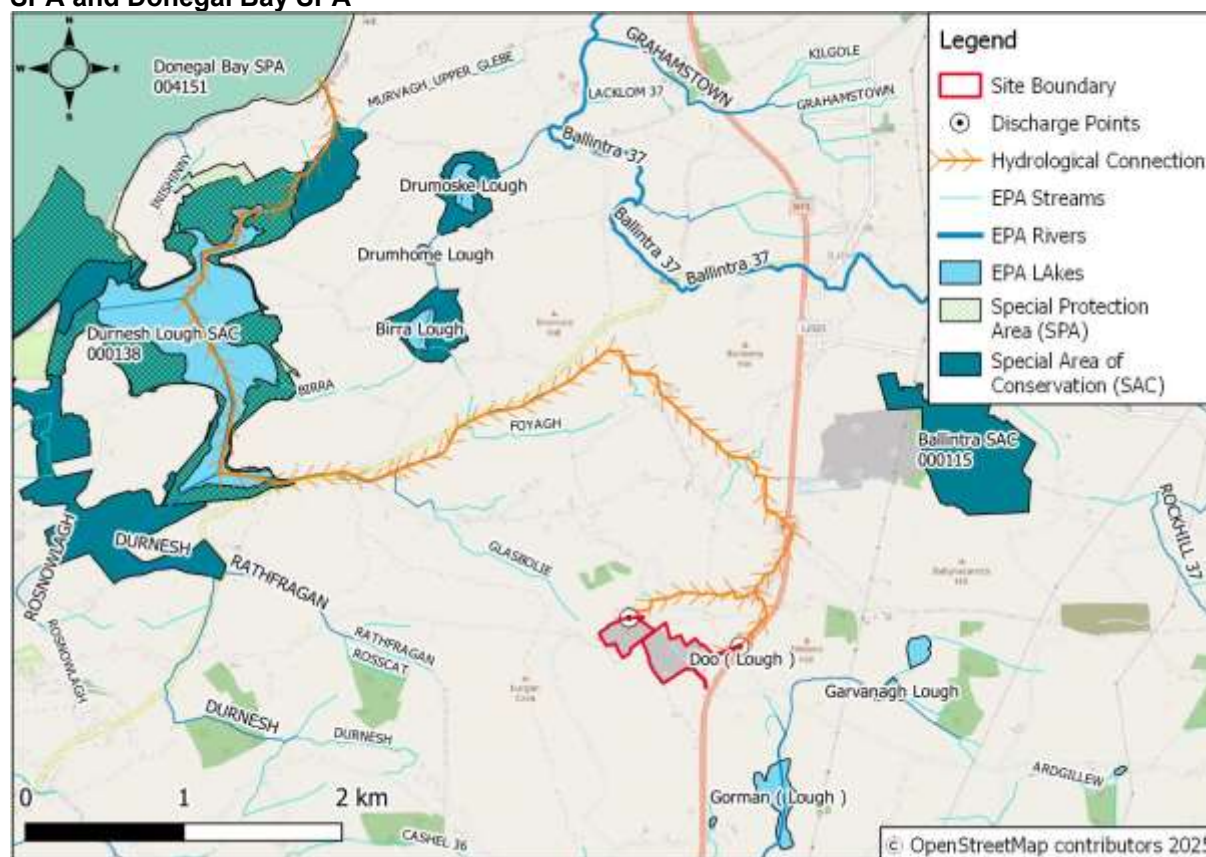 SPA and Donegal Bay SPA
N
W
E
S
Donegal Bay SPA
004151
MURVAGH_UPPER_GLEBE
GRAHAMSTOWN
KILGOLE
LACKLOM 37
GRAHAMSTOWN
Ballintra 37
INISHINNY
Drumoske Lough
Drumhome Lough
Ballintra 37
Ballintra 37
Birra Lough
Durnesh Lough SAC
000138
BIRRA
FOYAGH
Ballintra SAC
000115
ROSNOWLAGH
DURNESH
RATHFRAGAN
GLASBOLIE
ROCKHILL 37
ROSNOWLAGH
RATHFRAGAN
ROSSCAT
Doo ( Lough )
Garvanagh Lough
DURNESH
DURNESH
ARDGILLEW
Gorman ( Lough )
CASHEL 36
0
1
2 km
Legend
Site Boundary
Discharge Points
Hydrological Connection
EPA Streams
EPA Rivers
EPA LAkes
Special Protection
Area (SPA)
Special Area of
Conservation (SAC)
© OpenStreetMap contributors 2025